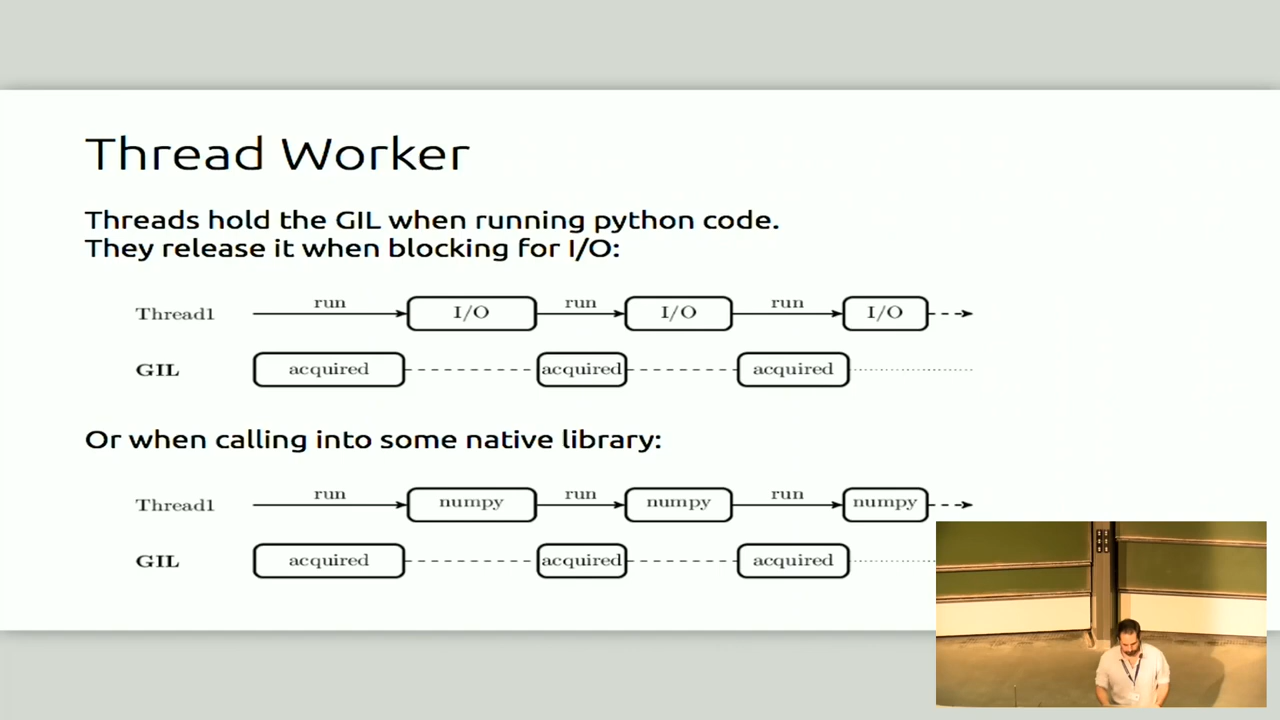 Thread Worker
Threads hold the GIL when running python code.
They release it when blocking for I/O:
run run run
Thread1 I/O I/O I/O
GIL acquired acquired acquired
Or when calling into some native library:
run run run
Thread1 numpy numpy numpy
GIL acquired acquired acquired